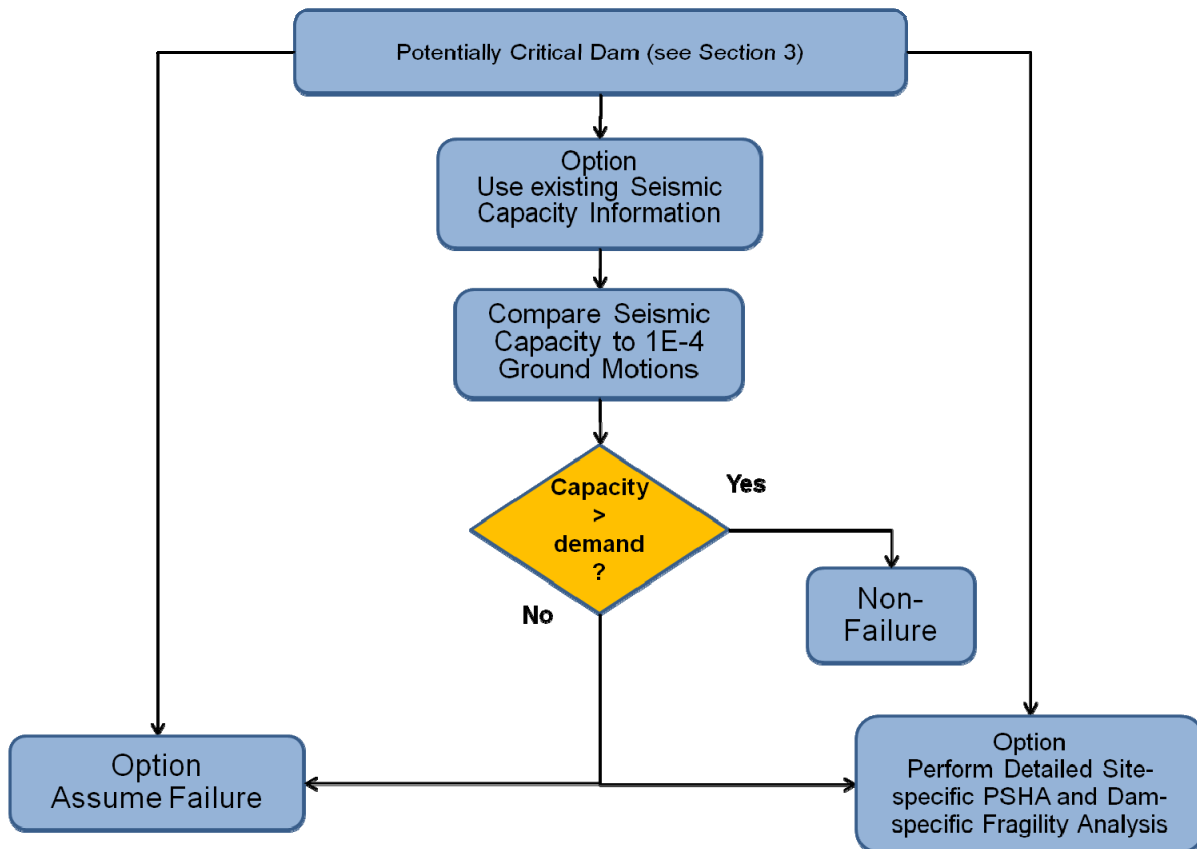 Potentially Critical Dam (see Section 3)
Option
Use existing Seismic
Capacity Information
Compare Seismic
Capacity to 1E-4
Ground Motions
Capacity
>
demand
?
Yes
No
Non-
Failure
Option
Assume Failure
Option
Perform Detailed Site-
specific PSHA and Dam-
specific Fragility Analysis